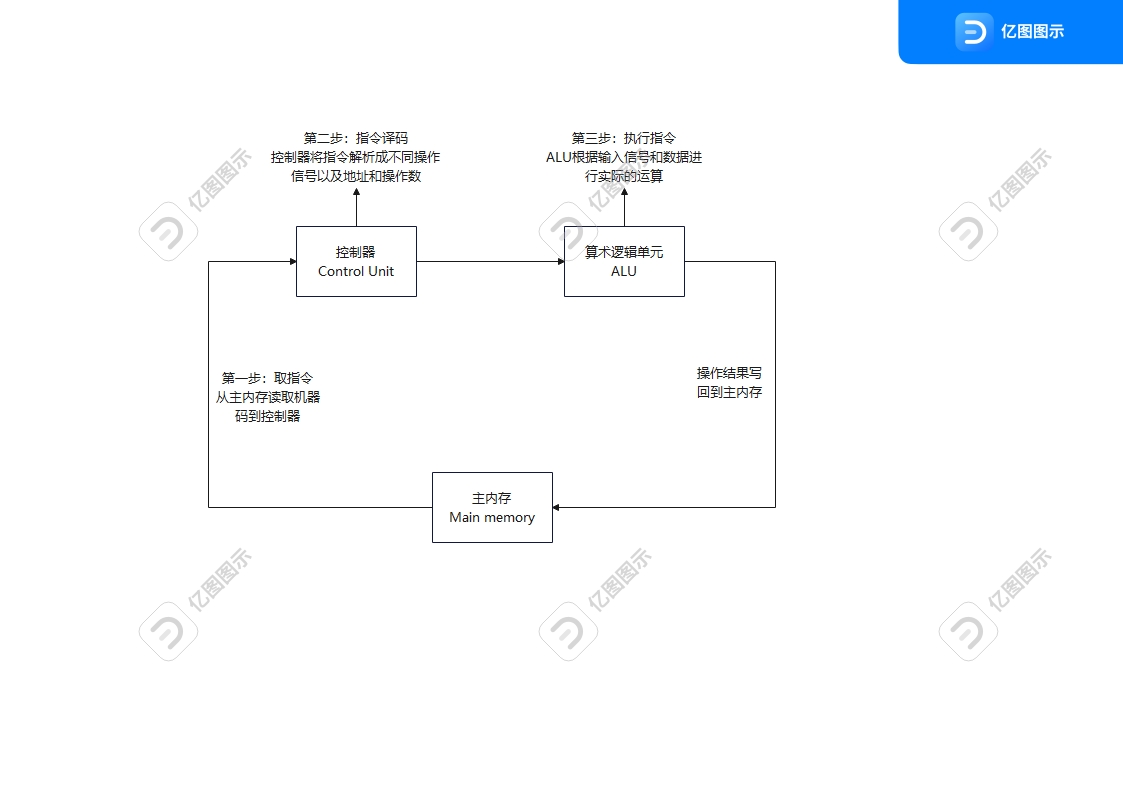 亿图图示
第二步：指令译码
控制器将指令解析成不同操作
信号以及地址和操作数
第三步：执行指令
ALU根据输入信号和数据进
行实际的运算
亿图图示
亿图图示
亿图图示
控制器
Control Unit
算术逻辑单元
ALU
第一步：取指令
从主内存读取机器
码到控制器
操作结果写
回到主内存
主内存
Main memory
亿图图示
亿图图示
亿图图示